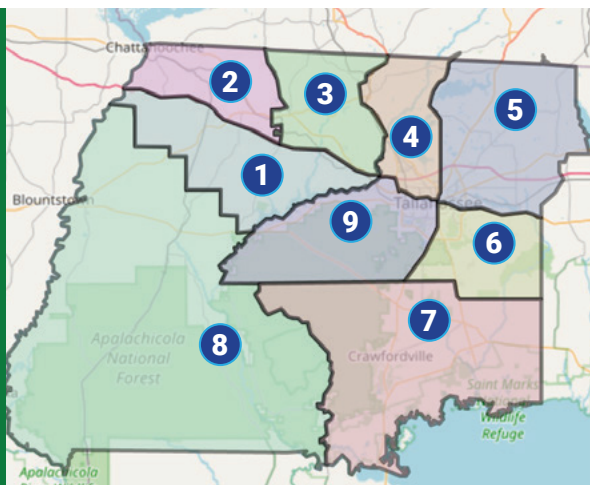 Chattahoochee
2
3
4
5
1
Blountstown
Tallahassee
9
6
7
8
Apalachicola
National
Forest
Crawfordville
Saint Marks
National
Wildlife
Refuge
Apalachicola